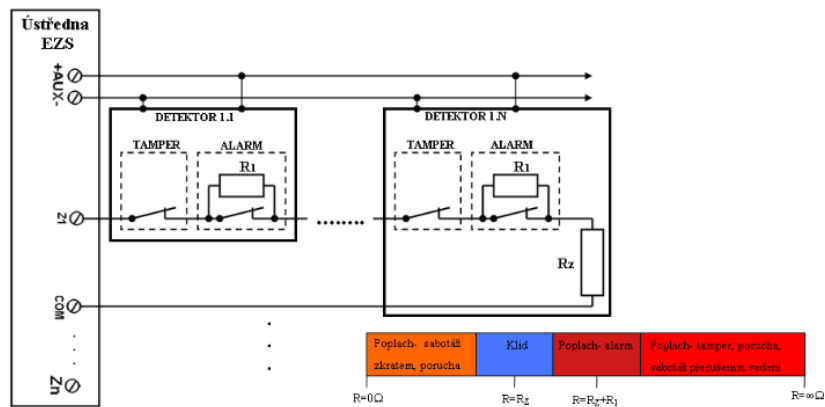 Ústředna
EZS
+AUX-
DETEKTOR 1.1
DETEKTOR 1.N
TAMPER
ALARM
TAMPER
ALARM
R1
R1
Z1
........
Rz
COM
Zn
Poplach- sabotáž
zkratem, porucha
Klid
Poplach- alarm
Poplach- tamper, porucha,
sabotáž přerušením vedení
R=0Ω
R=RZ
R=RZ+R1
R=∞Ω